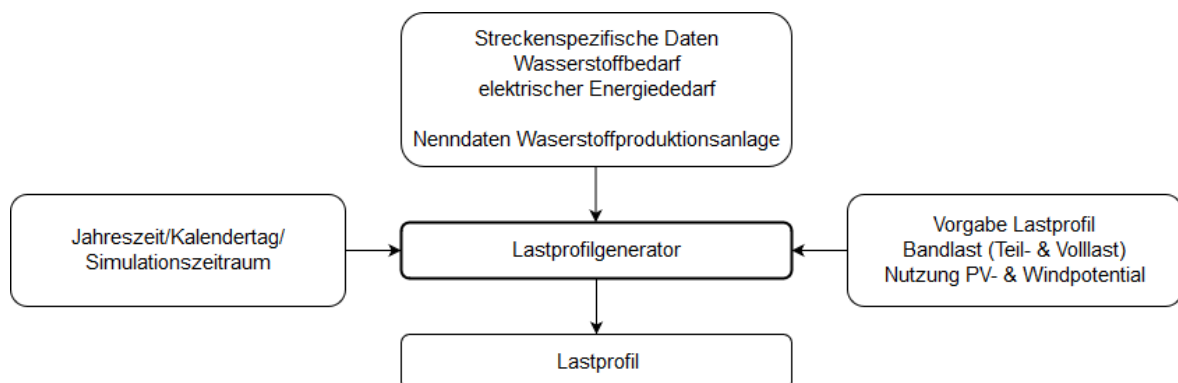 Streckenspezifische Daten
Wasserstoffbedarf
elektrischer Energiededarf
Nenndaten Waserstoffproduktionsanlage
Jahreszeit/Kalendertag/
Simulationszeitraum
Lastprofilgenerator
Vorgabe Lastprofil
Bandlast (Teil- & Volllast)
Nutzung PV- & Windpotential
Lastprofil